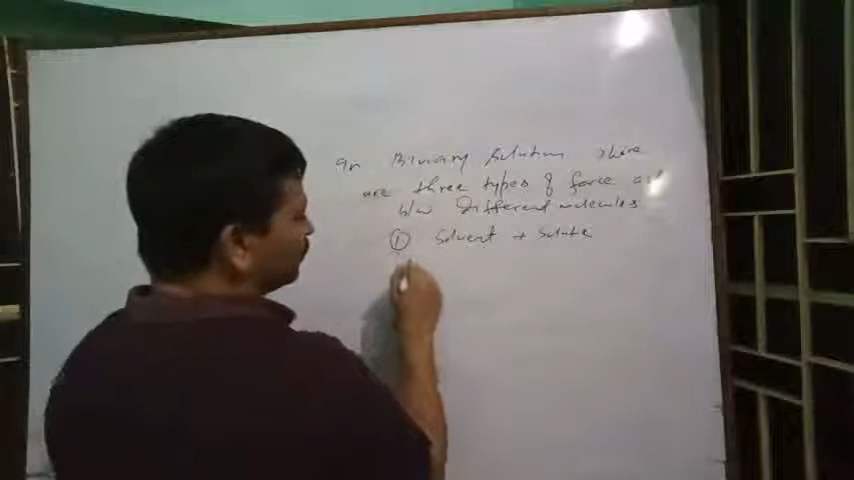 In Binary Solution there
are three types of force act
b/w Different molecules
① Solvent + Solute